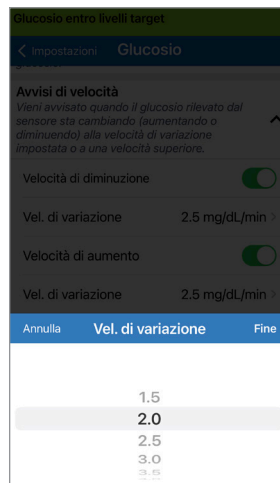 Glucosio entro livelli target
Impostazioni Glucosio
Avvisi di velocità
Vieni avvisato quando il glucosio rilevato dal
sensore sta cambiando (aumentando o
diminuendo) alla velocità di variazione
impostata o a una velocità superiore.
Velocità di diminuzione
Vel. di variazione 2.5 mg/dL/min
Velocità di aumento
Vel. di variazione 2.5 mg/dL/min
Annulla Vel. di variazione Fine
1.5
2.0
2.5
3.0
3.5